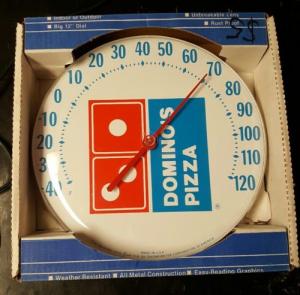 Indoor or Outdoor
Unbreakable Lens
Big 12" Dial
Rust Proof
-40
-30
-20
-10
0
10
20
30
40
50
60
70
80
90
100
110
120
°F
DOMINO'S
PIZZA
®
Weather Resistant All Metal Construction Easy-Reading Graphics